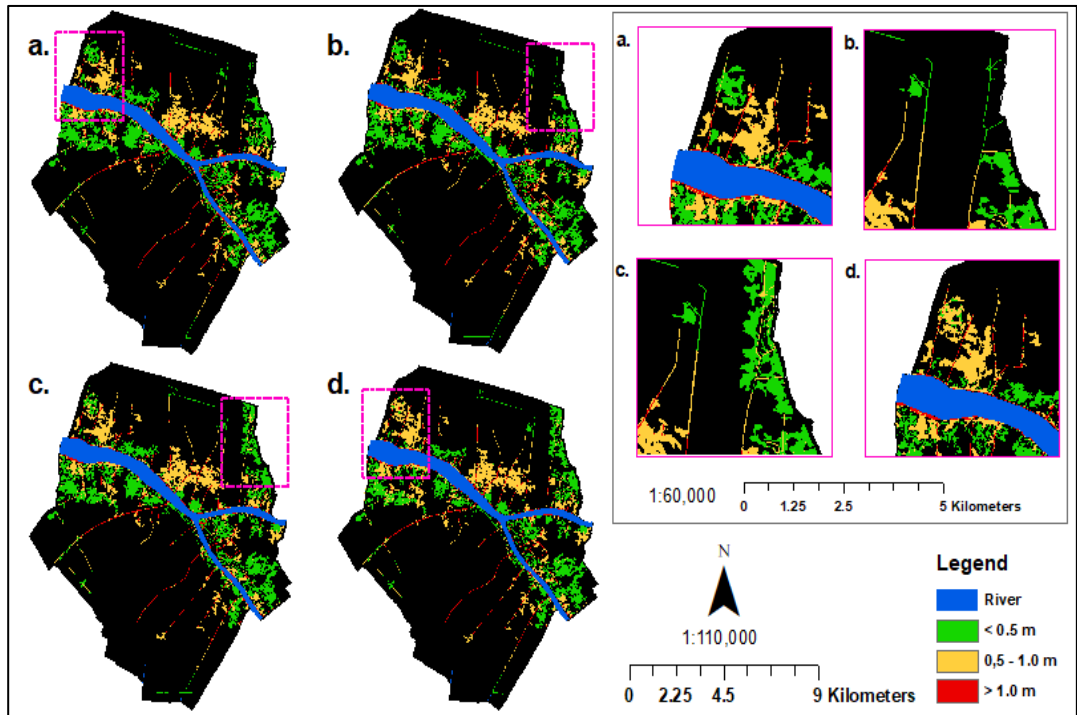 a.
b.
c.
d.
a.
b.
c.
d.
1:60,000
0 1.25 2.5 5 Kilometers
N
1:110,000
0 2.25 4.5 9 Kilometers
Legend
River
< 0.5 m
0,5 - 1.0 m
> 1.0 m